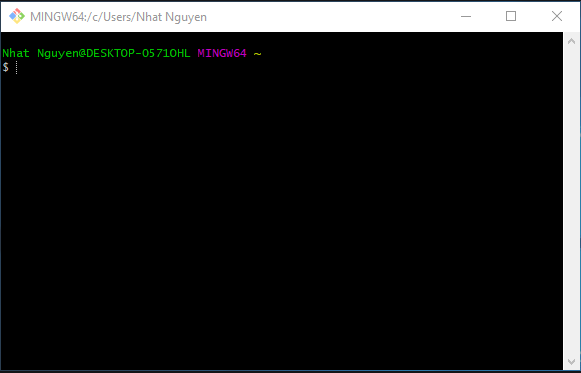 MINGW64:/c/Users/Nhat Nguyen
Nhat Nguyen@DESKTOP-0571OHL MINGW64 ~
$